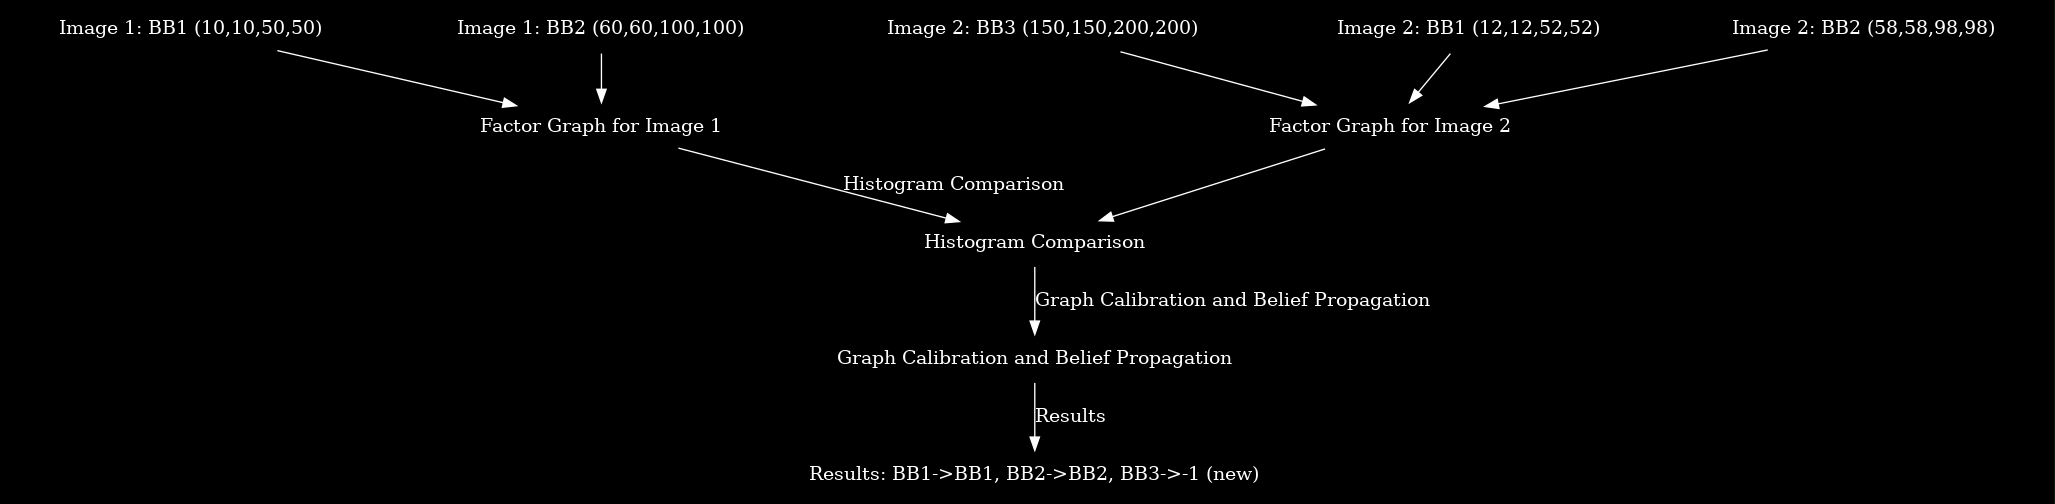 Image 1: BB1 (10,10,50,50)
Image 1: BB2 (60,60,100,100)
Image 2: BB3 (150,150,200,200)
Image 2: BB1 (12,12,52,52)
Image 2: BB2 (58,58,98,98)
Factor Graph for Image 1
Factor Graph for Image 2
Histogram Comparison
Histogram Comparison
Graph Calibration and Belief Propagation
Graph Calibration and Belief Propagation
Results
Results: BB1->BB1, BB2->BB2, BB3->-1 (new)